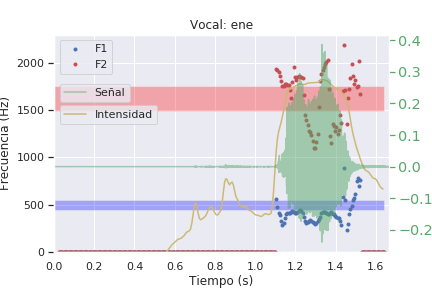 Vocal: ene
F1
F2
Señal
Intensidad
Frecuencia (Hz)
2000
1500
1000
500
0
0.4
0.3
0.2
0.1
0.0
−0.1
−0.2
0.0 0.2 0.4 0.6 0.8 1.0 1.2 1.4 1.6
Tiempo (s)